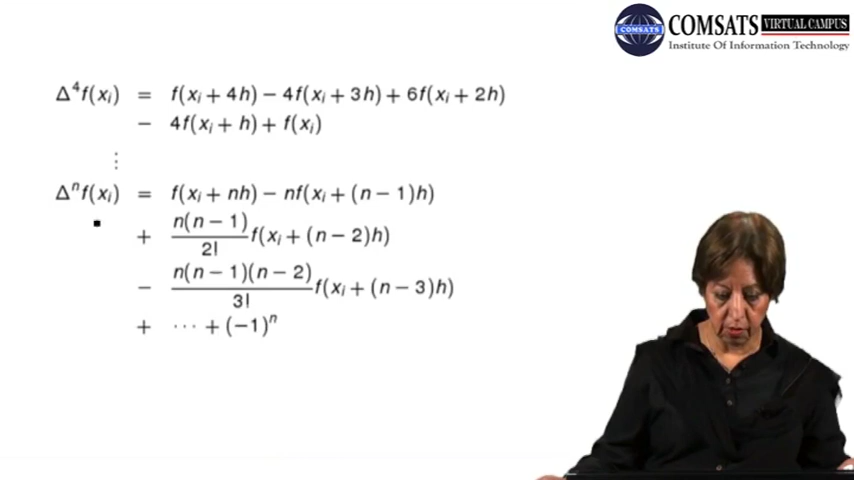 COMSATS VIRTUAL CAMPUS
COMSATS
Institute Of Information Technology
Δ⁴f(xᵢ) = f(xᵢ + 4h) − 4f(xᵢ + 3h) + 6f(xᵢ + 2h)
− 4f(xᵢ + h) + f(xᵢ)
⋮
Δⁿf(xᵢ) = f(xᵢ + nh) − nf(xᵢ + (n − 1)h)
+ n(n − 1)/2! f(xᵢ + (n − 2)h)
− n(n − 1)(n − 2)/3! f(xᵢ + (n − 3)h)
+ ⋯ + (−1)ⁿ